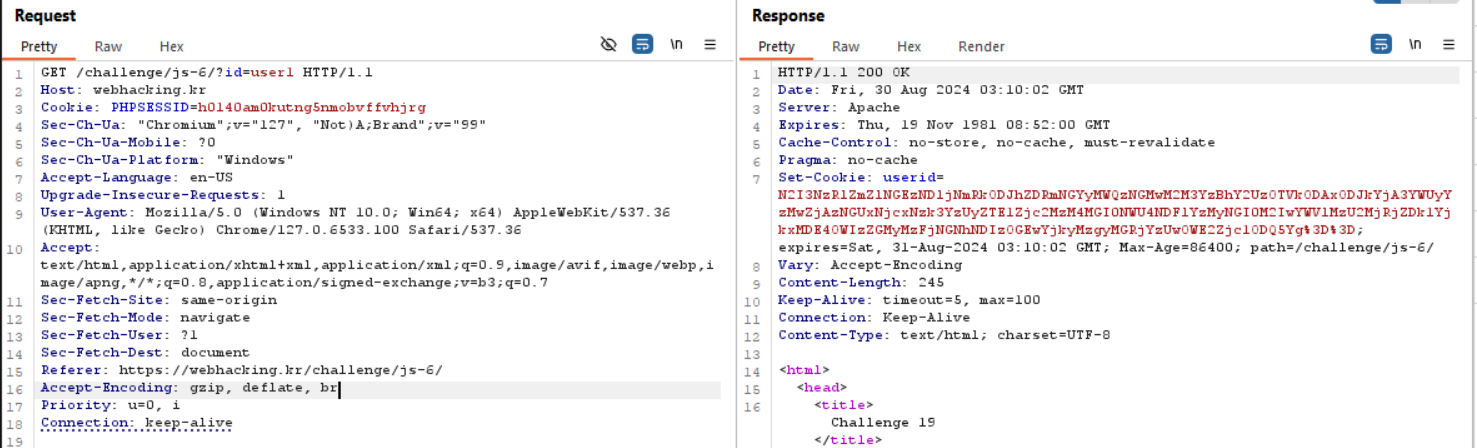 Request
Response
Pretty Raw Hex \n
Pretty Raw Hex Render \n
1 GET /challenge/js-6/?id=user1 HTTP/1.1
2 Host: webhacking.kr
3 Cookie: PHPSESSID=h0140am0kutng5nmobvffvhjrg
4 Sec-Ch-Ua: "Chromium";v="127", "Not)A;Brand";v="99"
5 Sec-Ch-Ua-Mobile: ?0
6 Sec-Ch-Ua-Platform: "Windows"
7 Accept-Language: en-US
8 Upgrade-Insecure-Requests: 1
9 User-Agent: Mozilla/5.0 (Windows NT 10.0; Win64; x64) AppleWebKit/537.36
(KHTML, like Gecko) Chrome/127.0.6533.100 Safari/537.36
10 Accept:
text/html,application/xhtml+xml,application/xml;q=0.9,image/avif,image/webp,i
mage/apng,*/*;q=0.8,application/signed-exchange;v=b3;q=0.7
11 Sec-Fetch-Site: same-origin
12 Sec-Fetch-Mode: navigate
13 Sec-Fetch-User: ?1
14 Sec-Fetch-Dest: document
15 Referer: https://webhacking.kr/challenge/js-6/
16 Accept-Encoding: gzip, deflate, br
17 Priority: u=0, i
18 Connection: keep-alive
19
1 HTTP/1.1 200 OK
2 Date: Fri, 30 Aug 2024 03:10:02 GMT
3 Server: Apache
4 Expires: Thu, 19 Nov 1981 08:52:00 GMT
5 Cache-Control: no-store, no-cache, must-revalidate
6 Pragma: no-cache
7 Set-Cookie: userid=
N2I3NzRlZmZlNGEzNDljNmRkODJhZDRmNGYyMWQzNGMwM2M3YzBhY2UzOTVkODAxODJkYjA3YWUyY
zMwZjAzNGUxNjcxNzk3YzUyZTE1Zjc2MzM4MGI0NWU4NDFlYzMyNGI0M2IwYWVlMzU2MjRjZDk1Yj
kxMDE4OWIzZGMyMzFjNGNhNDIzOGEwYjkyMzgyMGRjYzUwOWE2Zjc1ODQ5Yg%3D%3D;
expires=Sat, 31-Aug-2024 03:10:02 GMT; Max-Age=86400; path=/challenge/js-6/
8 Vary: Accept-Encoding
9 Content-Length: 245
10 Keep-Alive: timeout=5, max=100
11 Connection: Keep-Alive
12 Content-Type: text/html; charset=UTF-8
13
14 <html>
15 <head>
16 <title>
Challenge 19
</title>